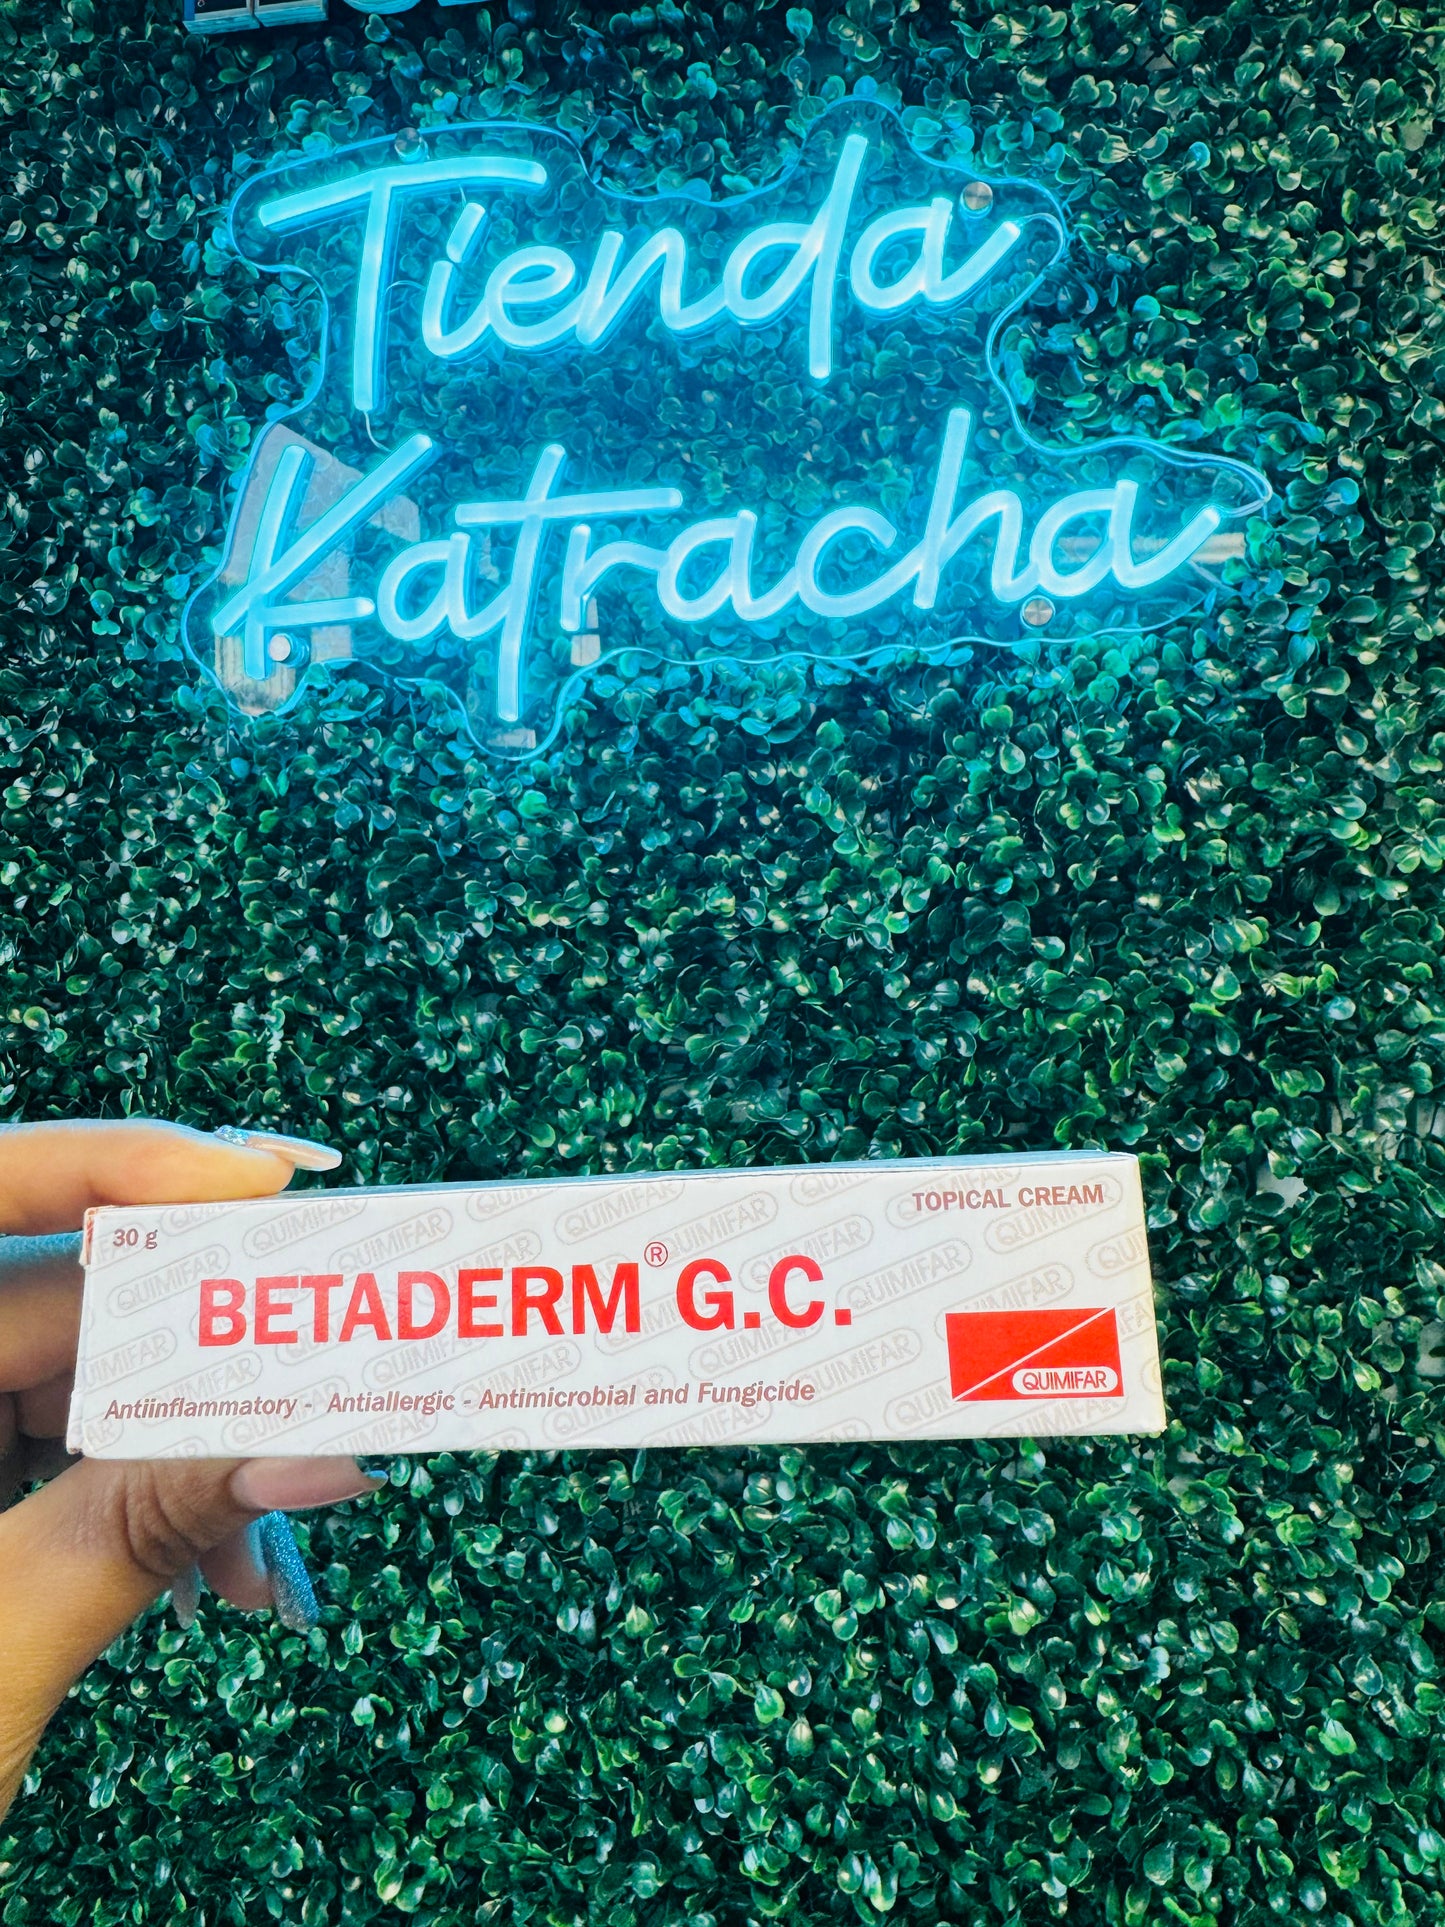 Tienda
Katracha
30 g
TOPICAL CREAM
BETADERM® G.C.
Antiinflammatory - Antiallergic - Antimicrobial and Fungicide
QUIMIFAR